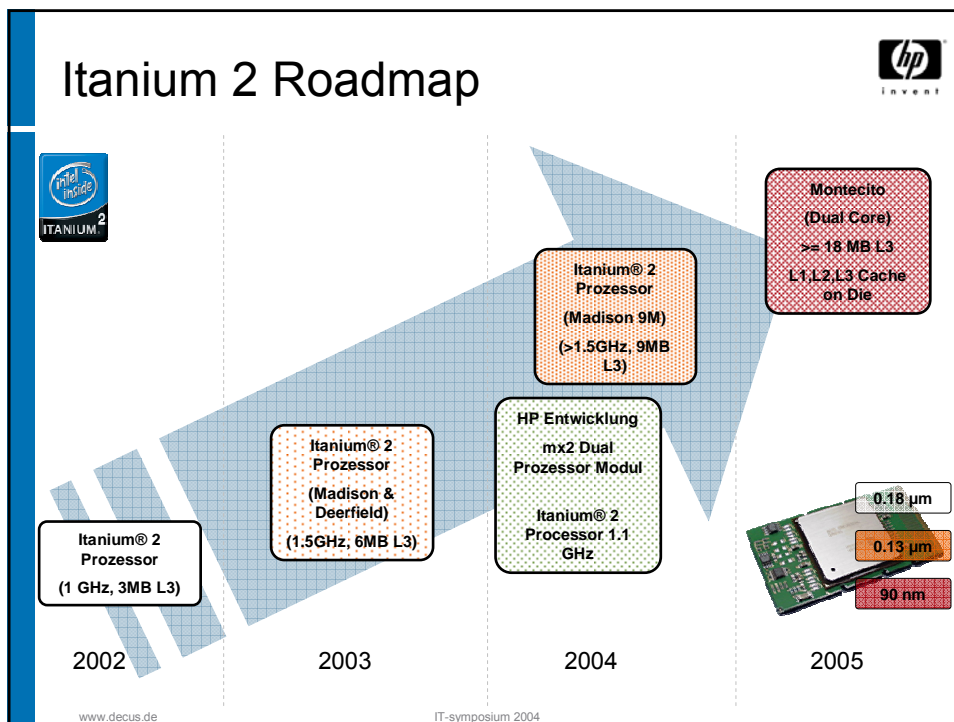 Itanium 2 Roadmap
hp
invent
intel
inside
ITANIUM 2
Itanium® 2
Prozessor
(1 GHz, 3MB L3)
Itanium® 2
Prozessor
(Madison &
Deerfield)
(1.5GHz, 6MB L3)
Itanium® 2
Prozessor
(Madison 9M)
(>1.5GHz, 9MB
L3)
HP Entwicklung
mx2 Dual
Prozessor Modul
Itanium® 2
Processor 1.1
GHz
Montecito
(Dual Core)
>= 18 MB L3
L1,L2,L3 Cache
on Die
0.18 µm
0.13 µm
90 nm
2002
2003
2004
2005
www.decus.de
IT-symposium 2004